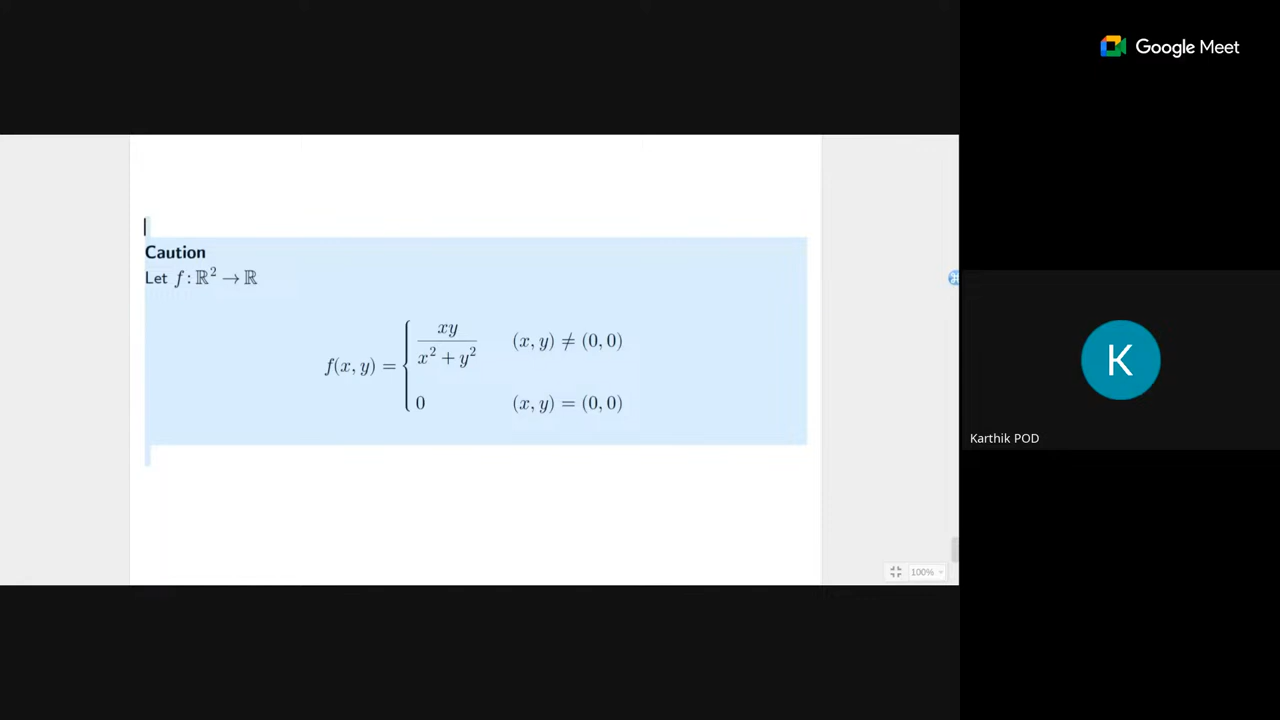 Google Meet
Caution
Let f : ℝ² → ℝ
f(x, y) = { xy / (x² + y²)   (x, y) ≠ (0, 0)
0   (x, y) = (0, 0)
K
Karthik POD
100%